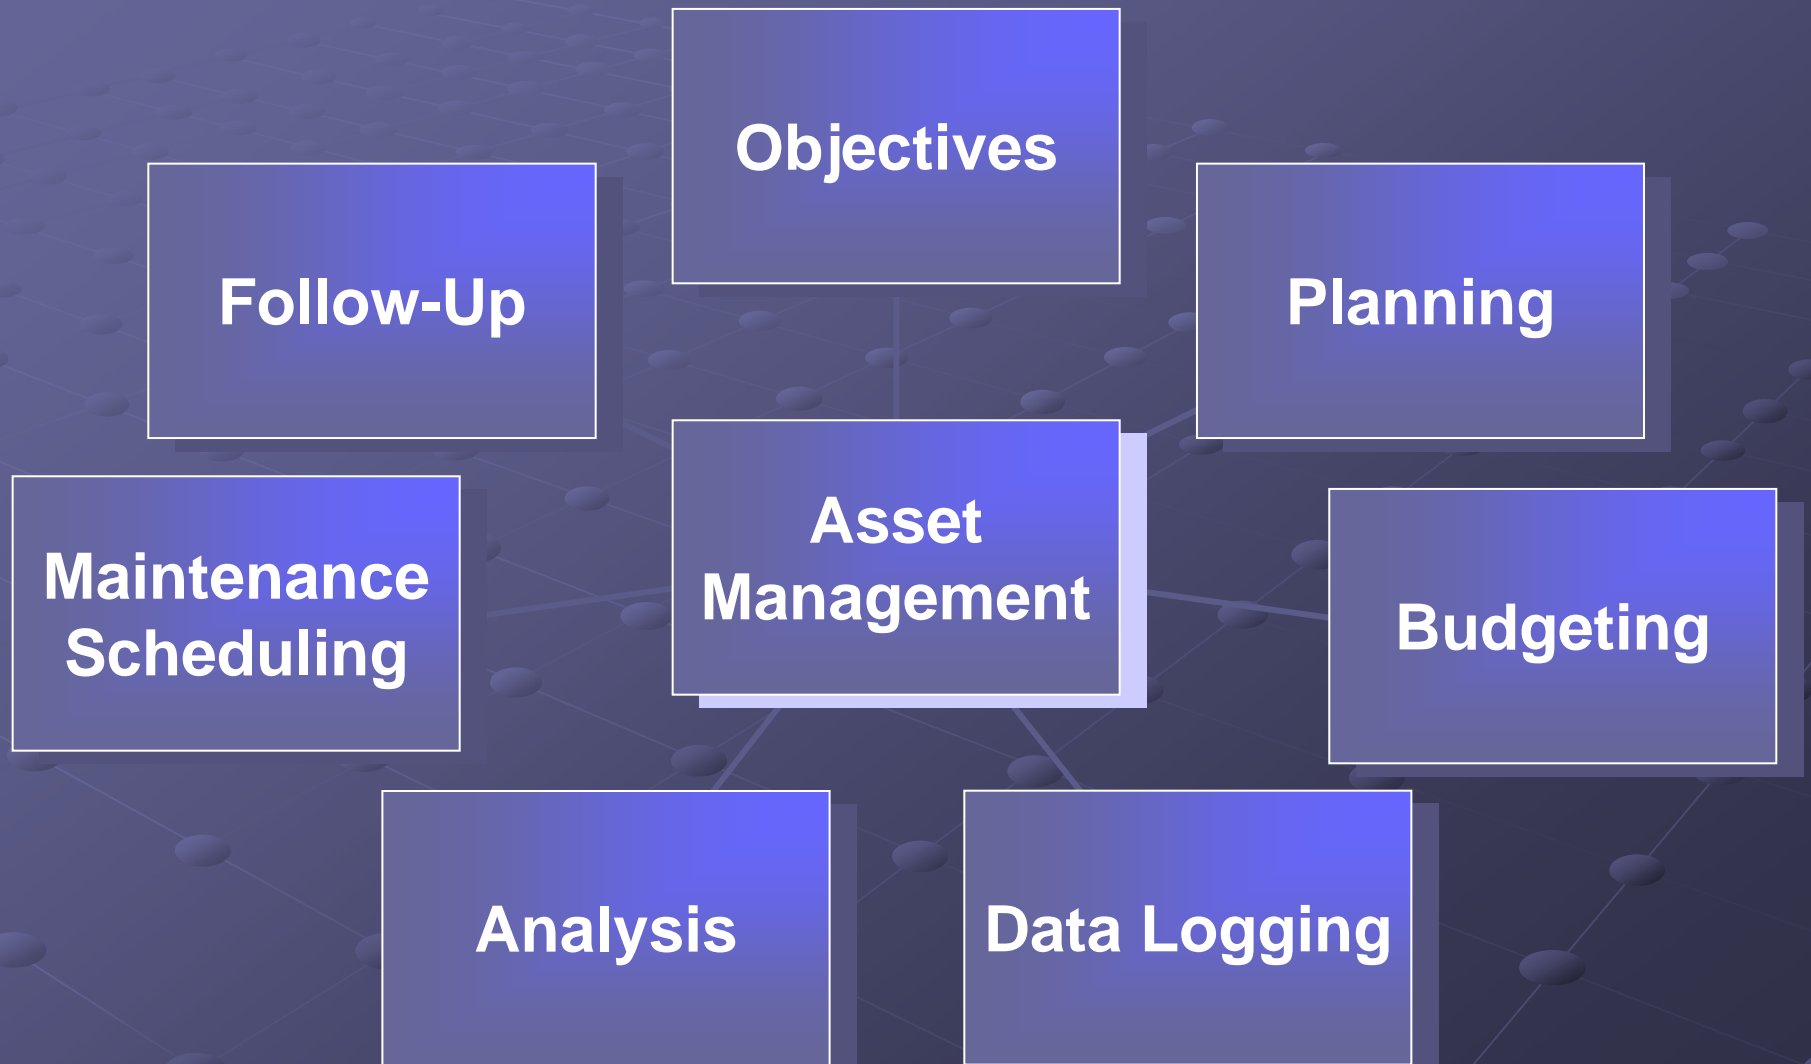 Objectives
Follow-Up
Planning
Asset
Management
Maintenance
Scheduling
Budgeting
Analysis
Data Logging